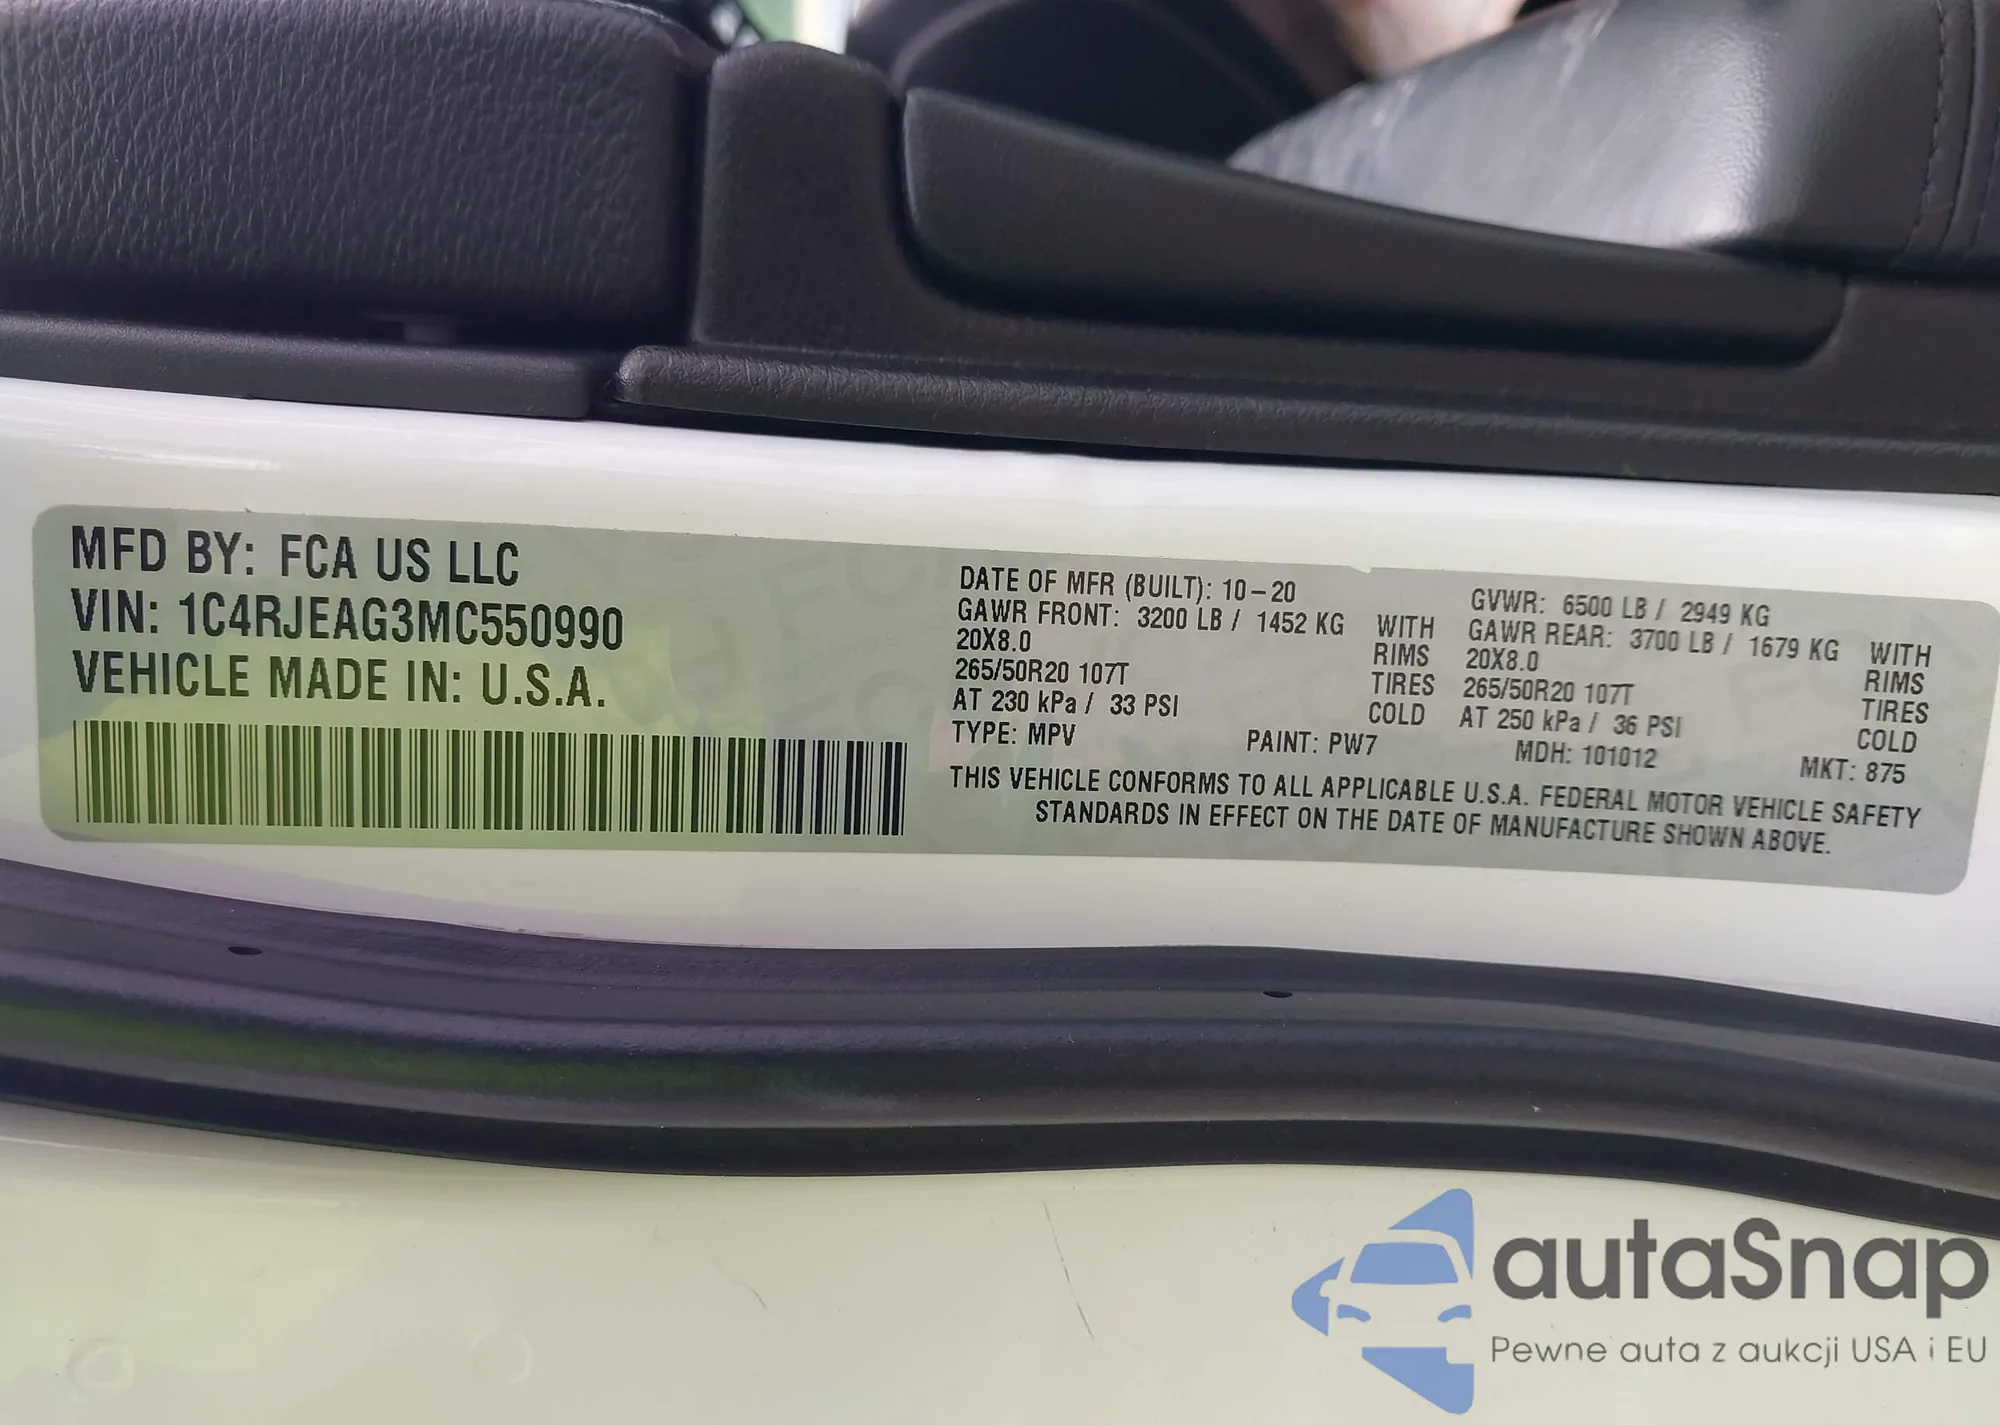 MFD BY: FCA US LLC
VIN: 1C4RJEAG3MC550990
VEHICLE MADE IN: U.S.A.
DATE OF MFR (BUILT): 10-20 GVWR: 6500 LB / 2949 KG
GAWR FRONT: 3200 LB / 1452 KG WITH GAWR REAR: 3700 LB / 1679 KG WITH
20X8.0 RIMS 20X8.0 RIMS
265/50R20 107T TIRES 265/50R20 107T TIRES
AT 230 kPa / 33 PSI COLD AT 250 kPa / 36 PSI COLD
TYPE: MPV PAINT: PW7 MDH: 101012 MKT: 875
THIS VEHICLE CONFORMS TO ALL APPLICABLE U.S.A. FEDERAL MOTOR VEHICLE SAFETY
STANDARDS IN EFFECT ON THE DATE OF MANUFACTURE SHOWN ABOVE.
autaSnap
Pewne auta z aukcji USA i EU